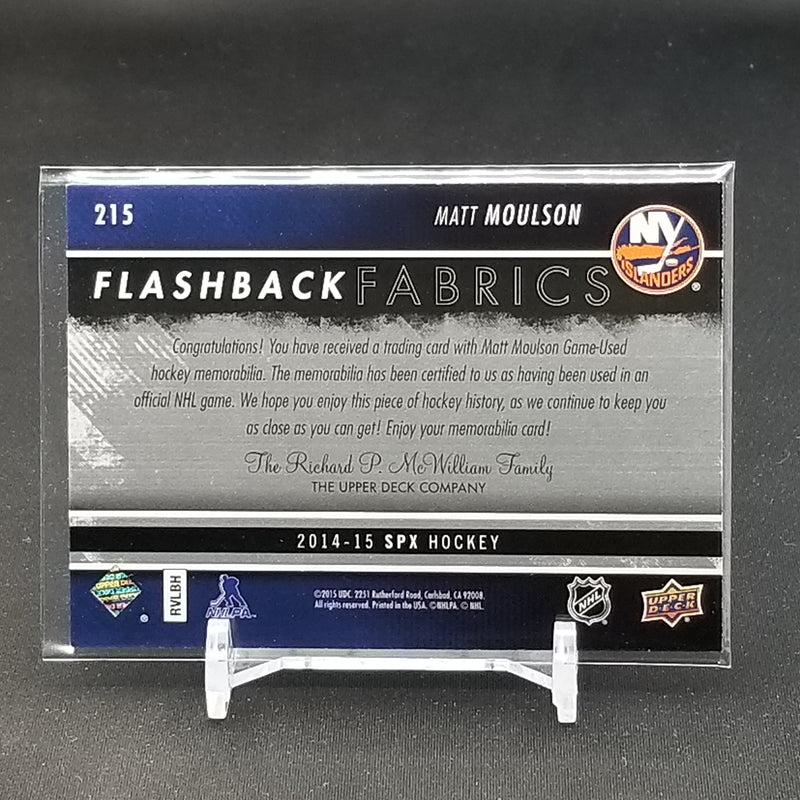 215
MATT MOULSON
NY
ISLANDERS
®
FLASHBACK FABRICS
Congratulations! You have received a trading card with Matt Moulson Game-Used
hockey memorabilia. The memorabilia has been certified to us as having been used in an
official NHL game. We hope you enjoy this piece of hockey history, as we continue to keep you
as close as you can get! Enjoy your memorabilia card!
The Richard P. McWilliam Family
THE UPPER DECK COMPANY
2014-15 SPX HOCKEY
UPPER DECK
®
RVLBH
NHLPA
©2015 UDC. 2251 Rutherford Road, Carlsbad, CA 92008.
All rights reserved. Printed in the USA. ©NHLPA. © NHL.
NHL
UPPER
DECK